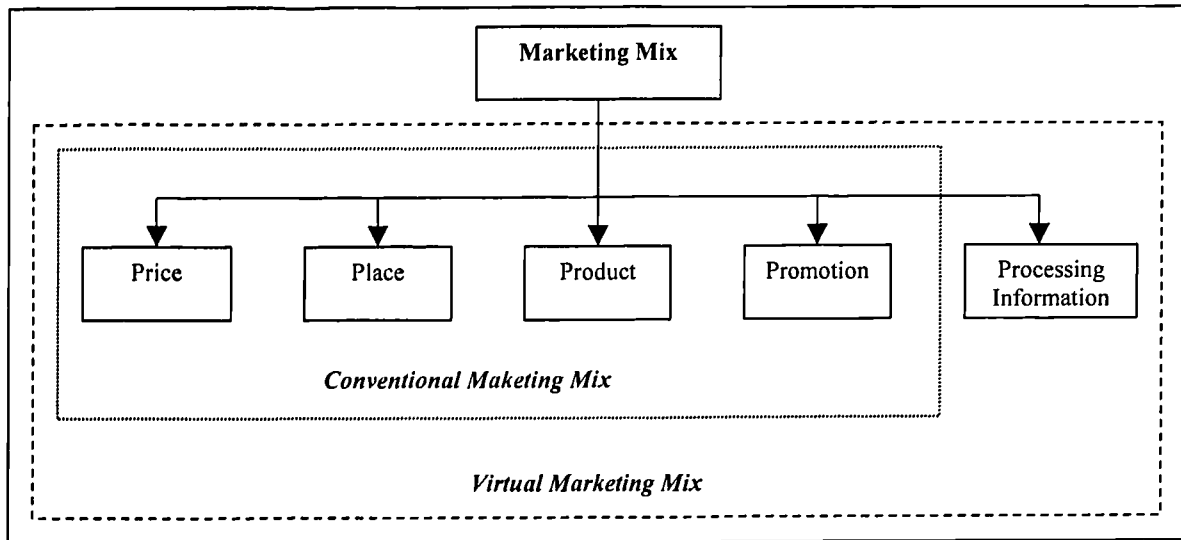 Marketing Mix
Price
Place
Product
Promotion
Processing
Information
Conventional Maketing Mix
Virtual Marketing Mix